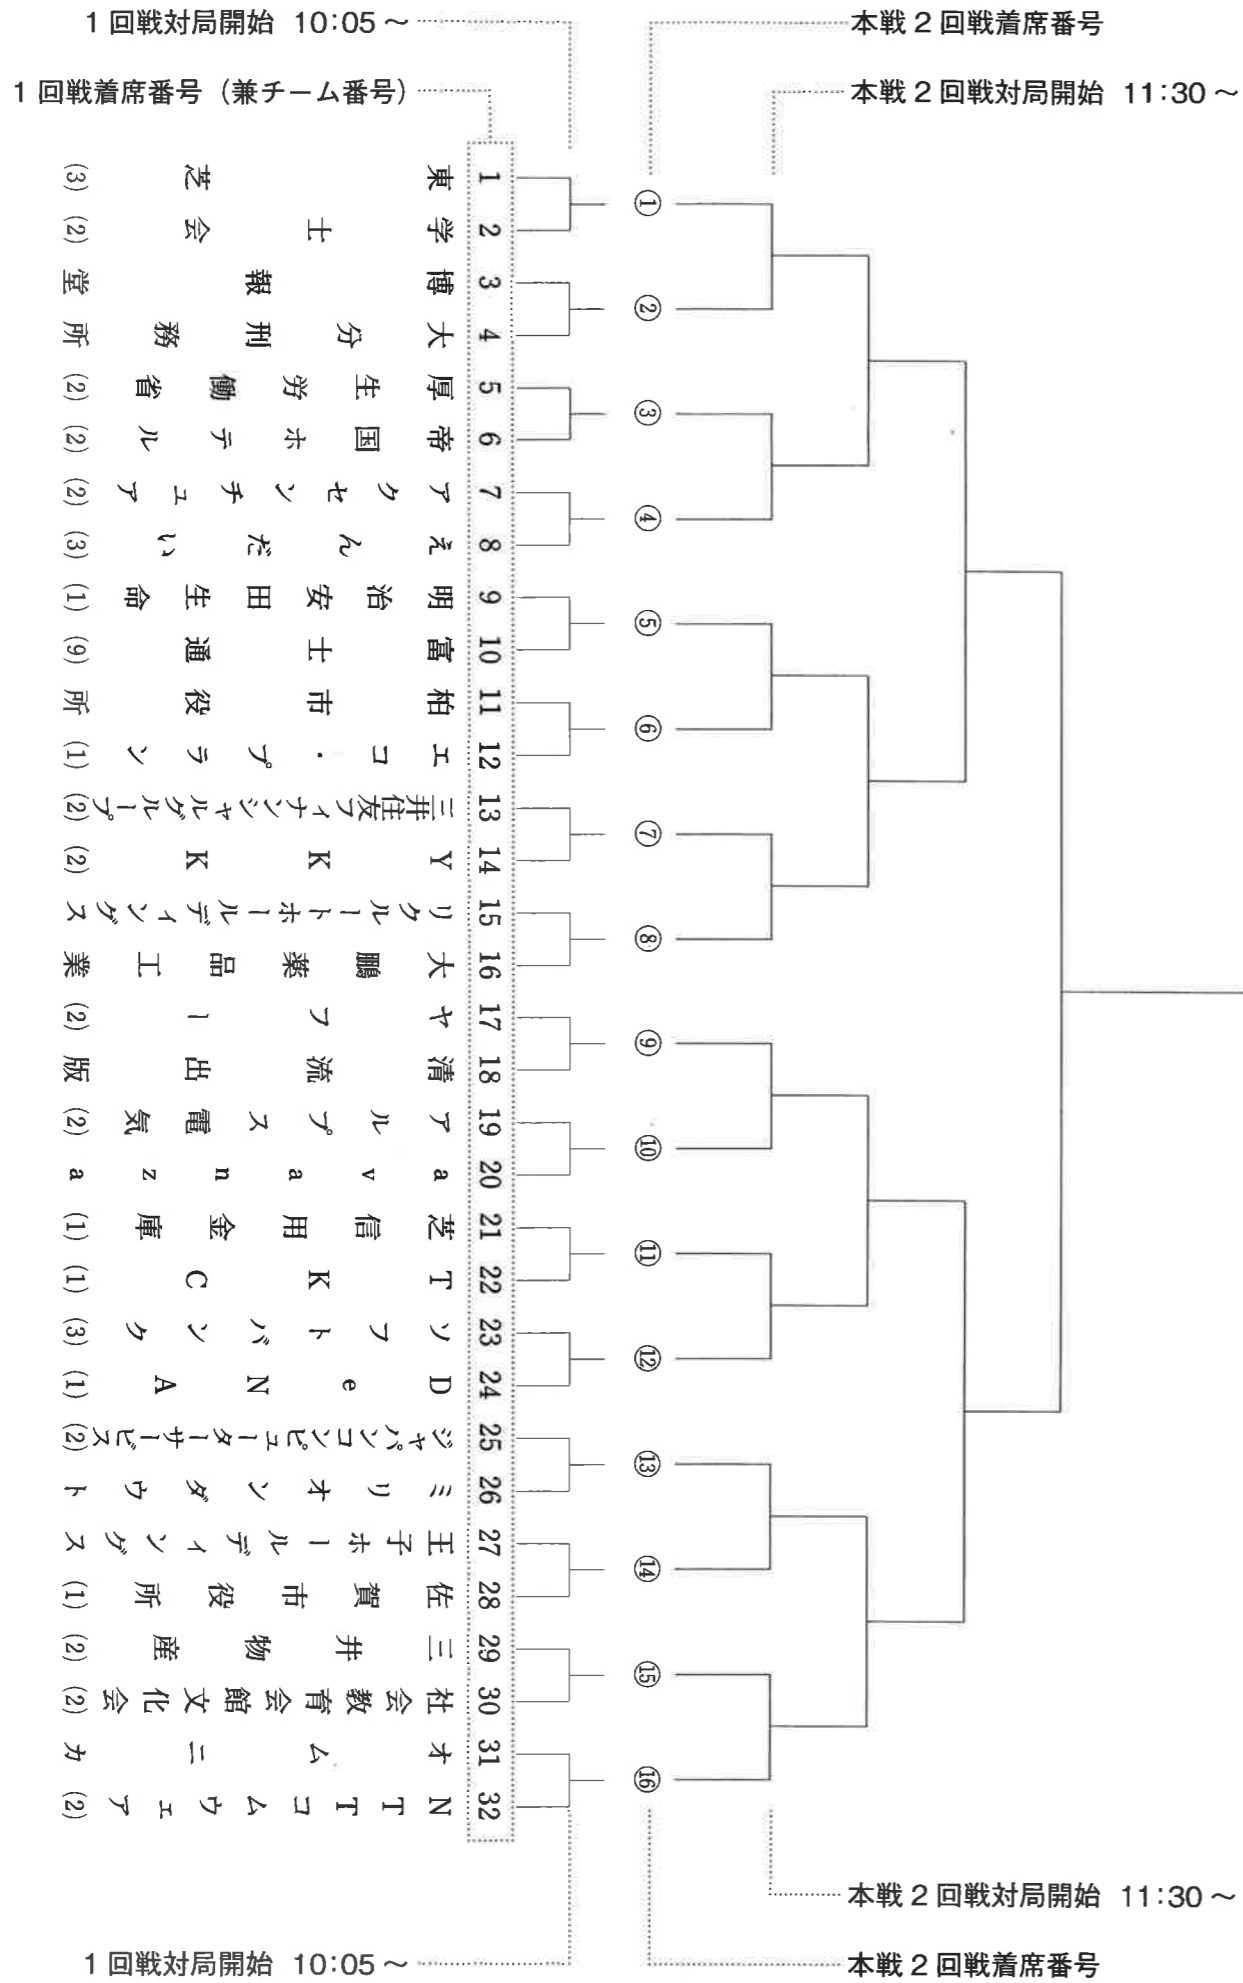 1回戦対局開始 10:05～
本戦2回戦着席番号
1回戦着席番号（兼チーム番号）
本戦2回戦対局開始 11:30～
1 東芝(3)
2 学士会(2)
3 博報堂
4 大分刑務所
5 厚生労働省(2)
6 帝国ホテル(2)
7 アクセンチュア(2)
8 えんだい(3)
9 明治安田生命(1)
10 富士通(9)
11 柏市役所
12 エコ・プラン(1)
13 三井住友フィナンシャルグループ(2)
14 YKK(2)
15 リクルートホールディングス
16 大鵬薬品工業
17 ヤフー(2)
18 清流出版
19 アルプス電気(2)
20 avanza
21 芝信用金庫(1)
22 TKC(1)
23 ソフトバンク(3)
24 DeNA(1)
25 ジャパンコンピューターサービス(2)
26 ミリオンダウト
27 王子ホールディングス
28 佐賀市役所(1)
29 三井物産(2)
30 社会教育会館文化会(2)
31 オムニカ
32 NTTコムウェア(2)
①
②
③
④
⑤
⑥
⑦
⑧
⑨
⑩
⑪
⑫
⑬
⑭
⑮
⑯
本戦2回戦対局開始 11:30～
1回戦対局開始 10:05～
本戦2回戦着席番号